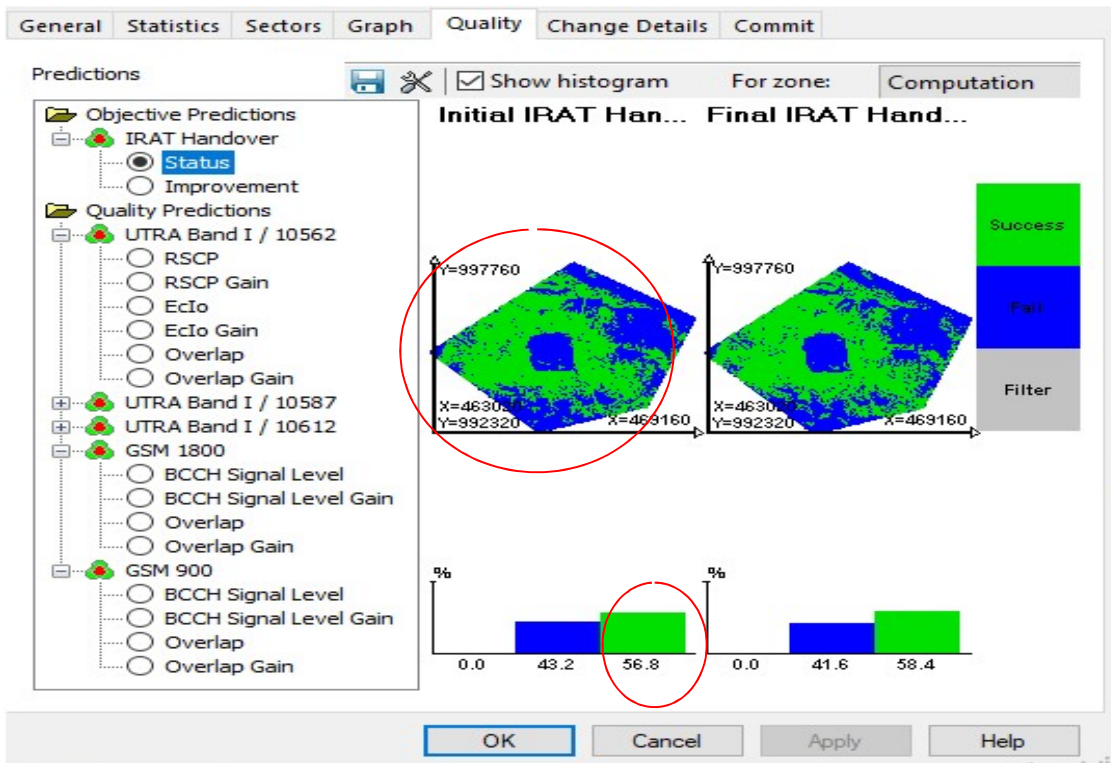 General Statistics Sectors Graph Quality Change Details Commit
Predictions
Show histogram For zone: Computation
Objective Predictions
IRAT Handover
Status
Improvement
Quality Predictions
UTRA Band I / 10562
RSCP
RSCP Gain
EcIo
EcIo Gain
Overlap
Overlap Gain
UTRA Band I / 10587
UTRA Band I / 10612
GSM 1800
BCCH Signal Level
BCCH Signal Level Gain
Overlap
Overlap Gain
GSM 900
BCCH Signal Level
BCCH Signal Level Gain
Overlap
Overlap Gain
Initial IRAT Han... Final IRAT Hand...
Y=997760 Y=997760
Y=992320 X=469160 Y=992320 X=469160
Success
Fail
Filter
% %
0.0 43.2 56.8 0.0 41.6 58.4
OK Cancel Apply Help